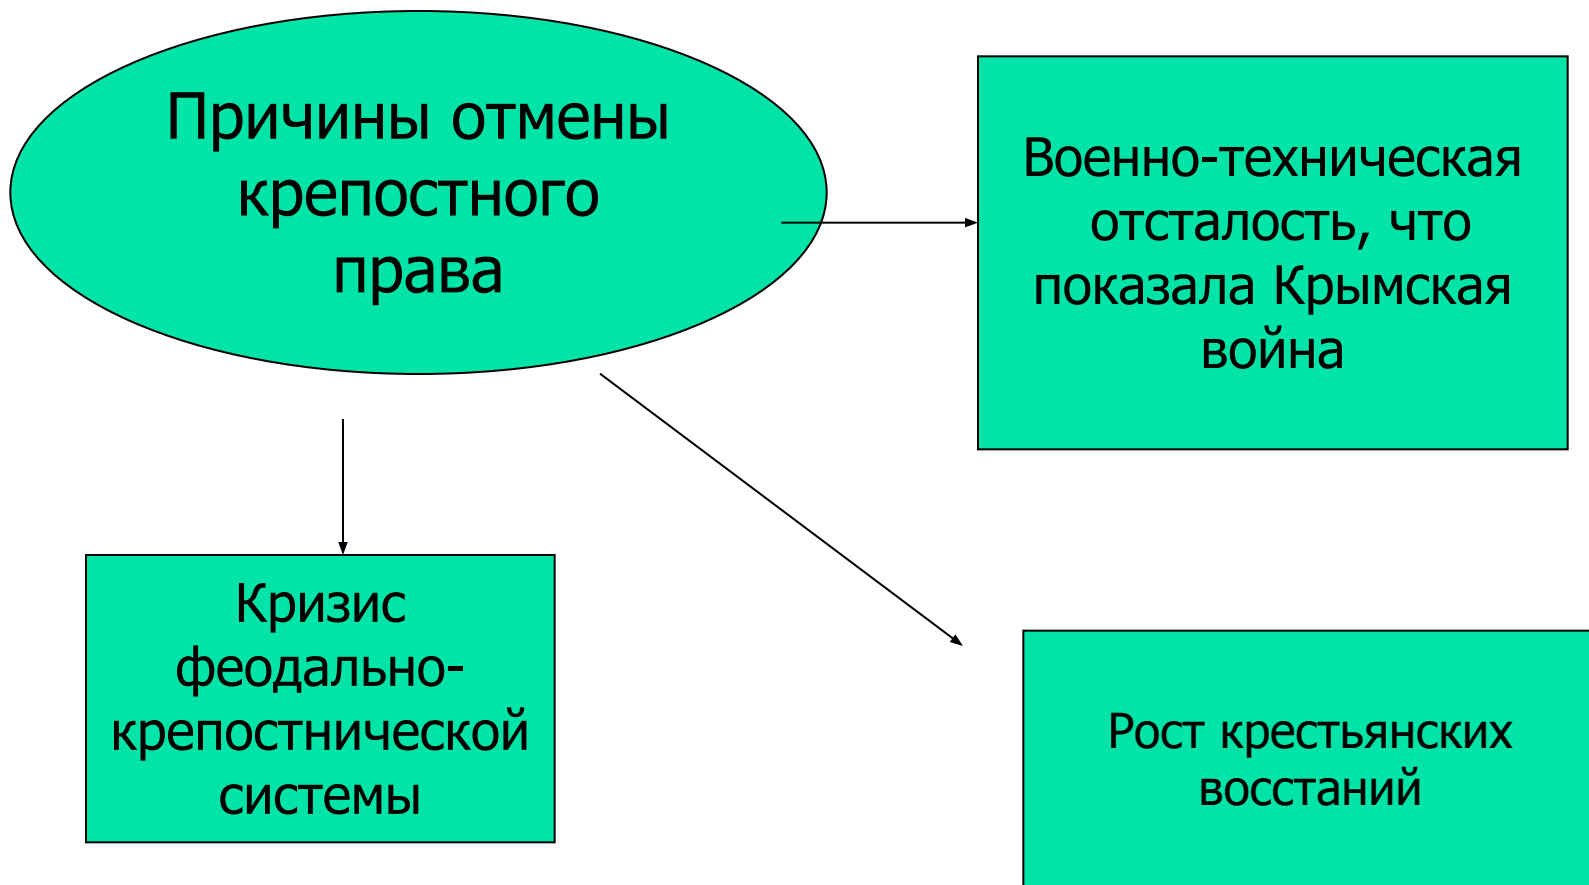 Причины отмены
крепостного
права
Военно-техническая
отсталость, что
показала Крымская
война
Кризис
феодально-
крепостнической
системы
Рост крестьянских
восстаний